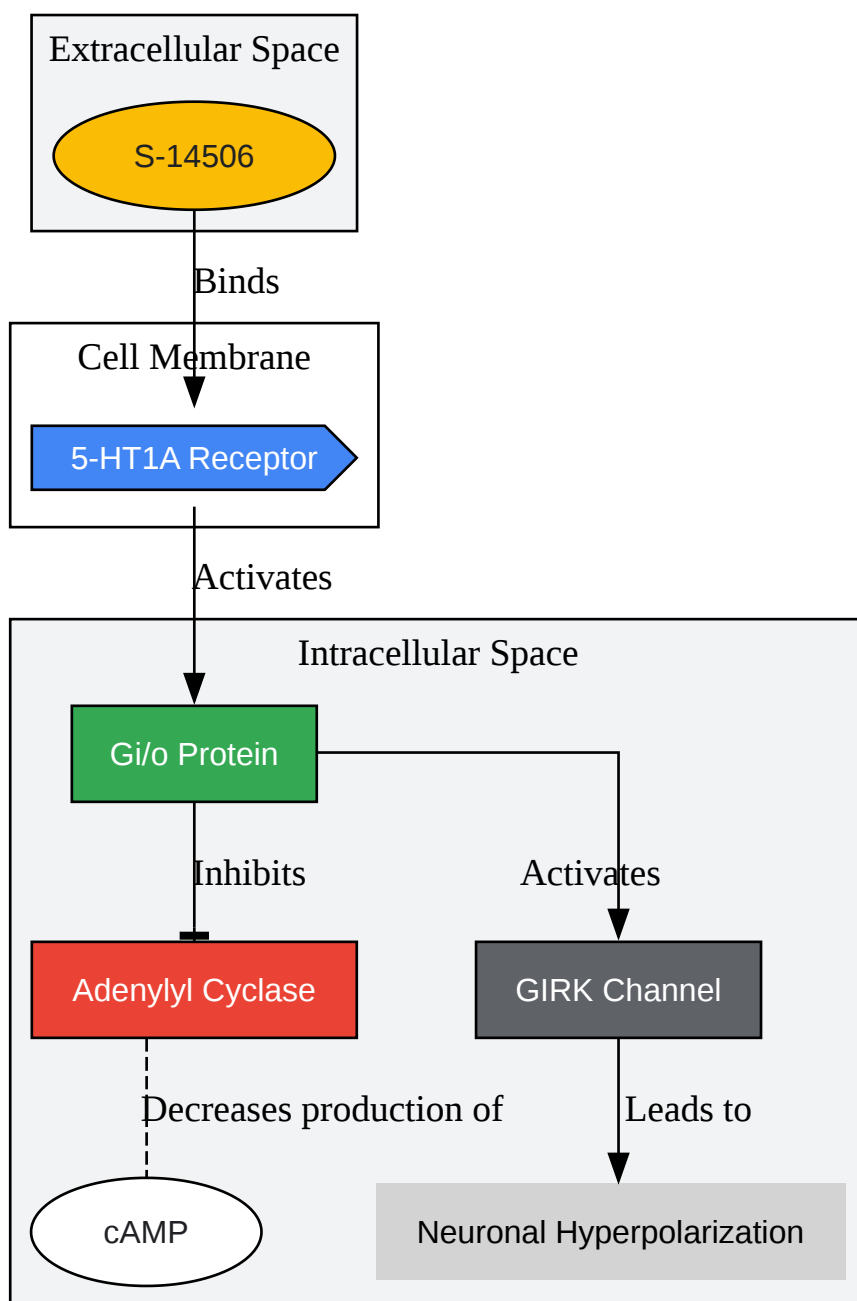 Extracellular Space
S-14506
Binds
Cell Membrane
5-HT1A Receptor
Activates
Intracellular Space
Gi/o Protein
Inhibits
Activates
Adenylyl Cyclase
GIRK Channel
Decreases production of
Leads to
cAMP
Neuronal Hyperpolarization